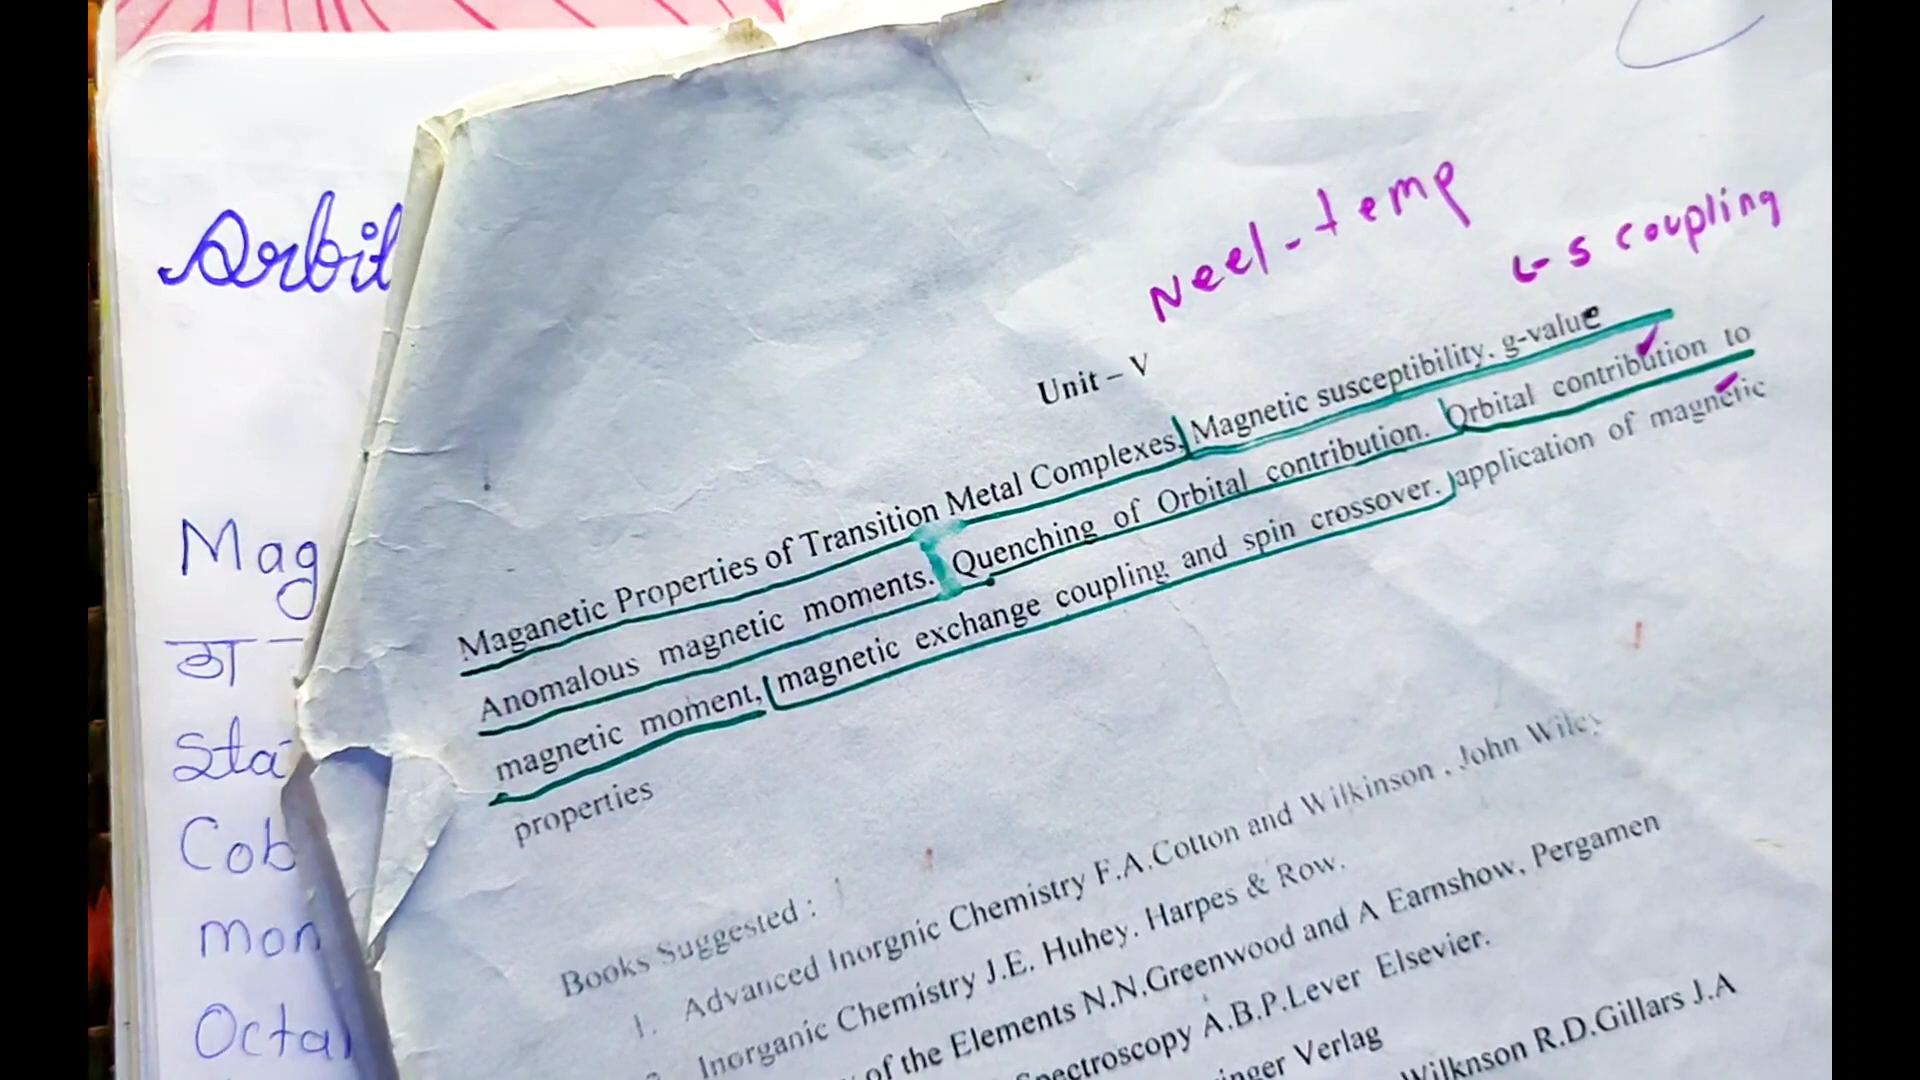 Neel-temp
L-S coupling
Unit – V
Maganetic Properties of Transition Metal Complexes, Magnetic susceptibility. g-value
Anomalous magnetic moments. Quenching of Orbital contribution. Orbital contribution to
magnetic moment, magnetic exchange coupling and spin crossover. application of magnetic
properties
Books Suggested :
1. Advanced Inorgnic Chemistry F.A.Cotton and Wilkinson , John Wiley
Inorganic Chemistry J.E. Huhey. Harpes & Row.
of the Elements N.N.Greenwood and A Earnshow, Pergamen
Spectroscopy A.B.P.Lever Elsevier.
Verlag
Wilknson R.D.Gillars J.A
Orbit
Mag
का
Sta
Cob
mon
Octa